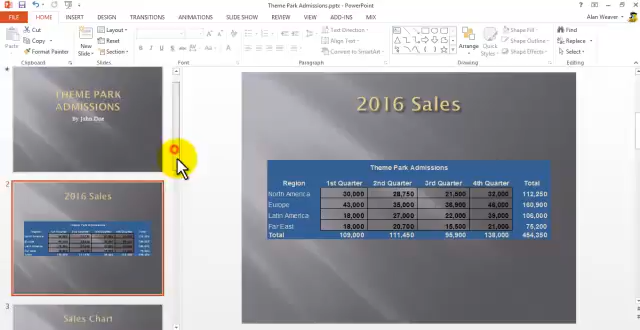 Theme Park Admissions.pptx - PowerPoint
FILE HOME INSERT DESIGN TRANSITIONS ANIMATIONS SLIDE SHOW REVIEW VIEW ADD-INS MIX
Alan Weaver
Paste
Cut
Copy
Format Painter
Clipboard
New Slide
Layout
Reset
Section
Slides
Font
Paragraph
Text Direction
Align Text
Convert to SmartArt
Drawing
Arrange
Quick Styles
Shape Fill
Shape Outline
Shape Effects
Find
Replace
Select
Editing
THEME PARK
ADMISSIONS
By John Doe
2
2016 Sales
3
Sales Chart
2016 Sales
Theme Park Admissions
Region 1st Quarter 2nd Quarter 3rd Quarter 4th Quarter Total
North America 30,000 28,750 21,500 32,000 112,250
Europe 43,000 35,000 36,900 46,000 160,900
Latin America 18,000 27,000 22,000 39,000 106,000
Far East 18,000 20,700 15,500 21,000 75,200
Total 109,000 111,450 95,900 138,000 454,350